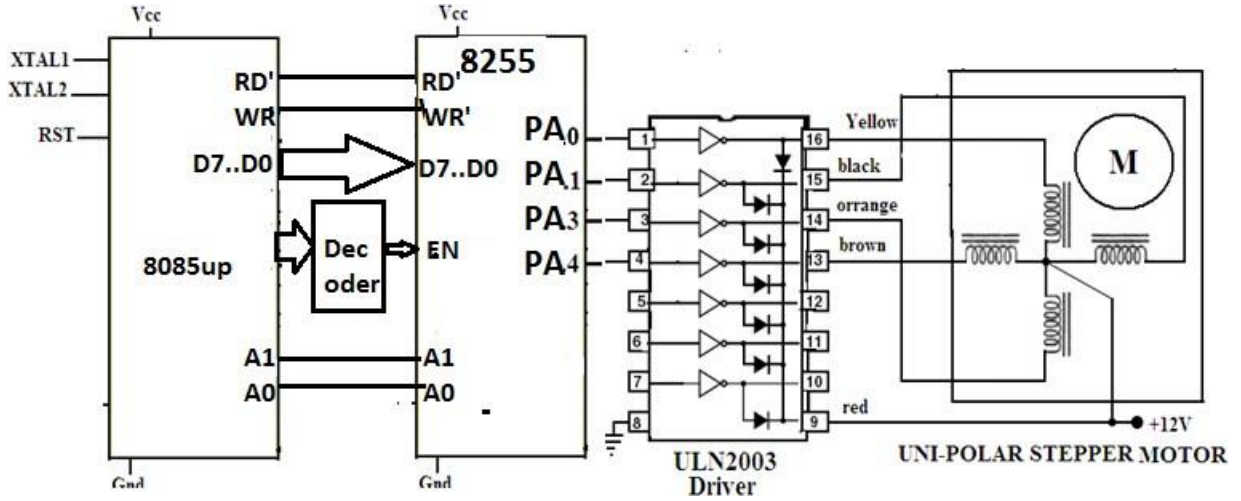 Vcc
Vcc
XTAL1
XTAL2
RST
RD'
WR
D7..D0
8085up
A1
A0
Gnd
Dec
oder
8255
RD'
WR'
D7..D0
EN
A1
A0
Gnd
PA0
PA1
PA3
PA4
1
2
3
4
5
6
7
8
16
15
14
13
12
11
10
9
ULN2003
Driver
Yellow
black
orrange
brown
red
M
+12V
UNI-POLAR STEPPER MOTOR